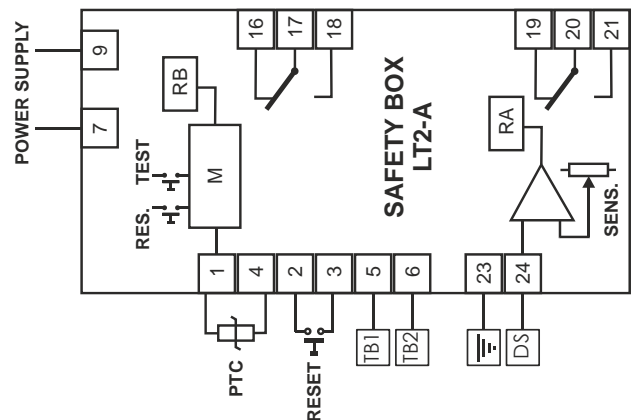 POWER SUPPLY
9
7
16
17
18
19
20
21
RB
RA
TEST
RES.
M
SAFETY BOX
LT2-A
SENS.
1
4
2
3
5
6
23
24
PTC
RESET
TB1
TB2
DS